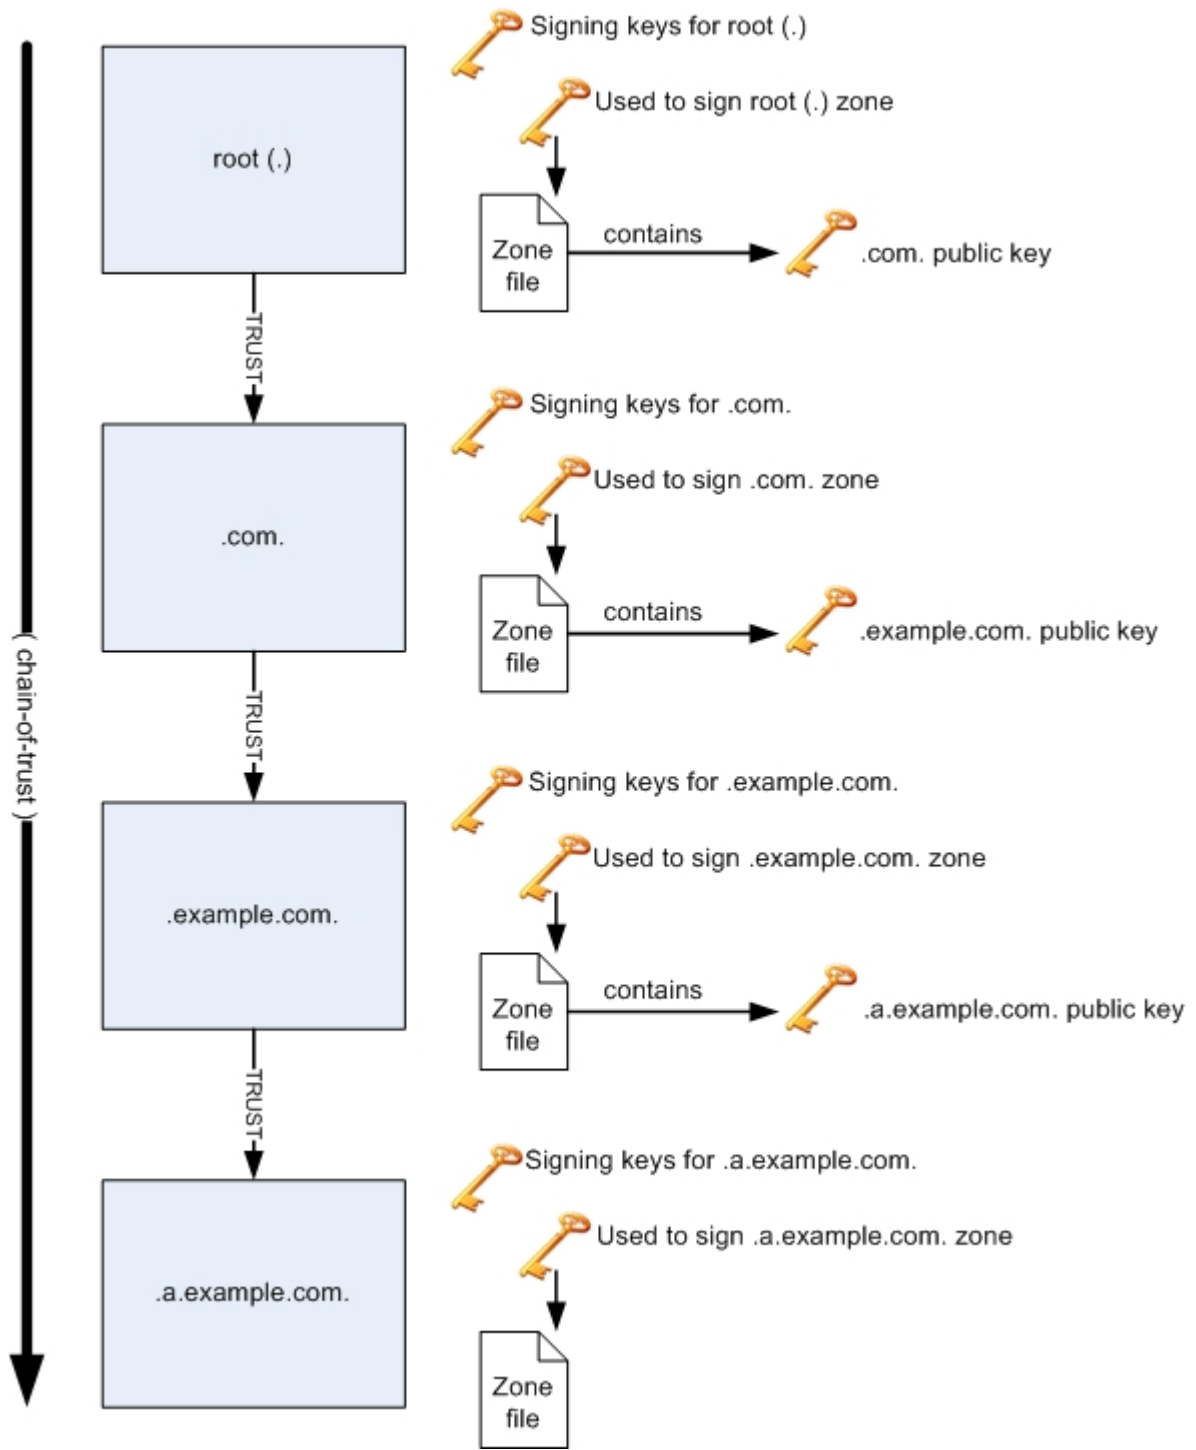 Signing keys for root (.)
Used to sign root (.) zone
root (.)
Zone
file
contains
.com. public key
TRUST
Signing keys for .com.
Used to sign .com. zone
.com.
Zone
file
contains
.example.com. public key
( chain-of-trust )
TRUST
Signing keys for .example.com.
Used to sign .example.com. zone
.example.com.
Zone
file
contains
.a.example.com. public key
TRUST
Signing keys for .a.example.com.
Used to sign .a.example.com. zone
.a.example.com.
Zone
file